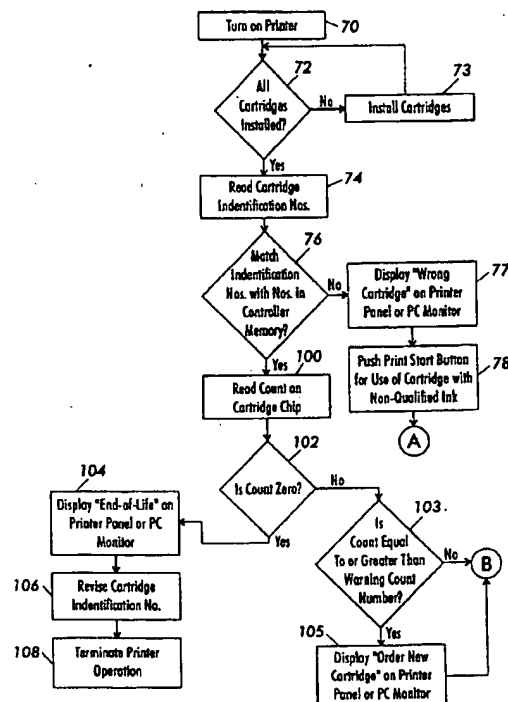 Turn on Printer
70
72
All
Cartridges
Installed?
No
73
Install Cartridges
Yes
Read Cartridge
Indentification Nos.
74
76
Match
Indentification
Nos. with Nos. in
Controller
Memory?
No
77
Display "Wrong
Cartridge" on Printer
Panel or PC Monitor
Push Print Start Button
for Use of Cartridge with
Non-Qualified Ink
78
A
Yes
100
Read Count on
Cartridge Chip
102
Is Count Zero?
No
Yes
104
Display "End-of-Life" on
Printer Panel or PC
Monitor
106
Revise Cartridge
Indentification No.
108
Terminate Printer
Operation
103
Is
Count Equal
To or Greater Than
Warning Count
Number?
No
B
Yes
105
Display "Order New
Cartridge" on Printer
Panel or PC Monitor